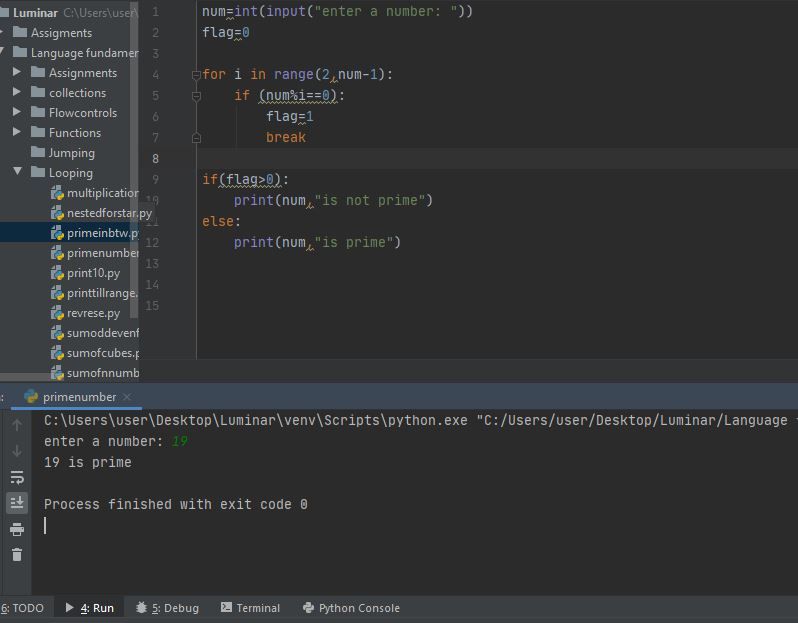 Luminar C:\Users\user\
Assigments
Language fundamen
Assignments
collections
Flowcontrols
Functions
Jumping
Looping
multiplication
nestedforstar.py
primeinbtw.py
primenumber
print10.py
printtillrange.
revrese.py
sumoddevenf
sumofcubes.p
sumofnnumb
1 num=int(input("enter a number: "))
2 flag=0
3
4 for i in range(2,num-1):
5 if (num%i==0):
6 flag=1
7 break
8
9 if(flag>0):
10 print(num,"is not prime")
11 else:
12 print(num,"is prime")
13
14
15
primenumber
C:\Users\user\Desktop\Luminar\venv\Scripts\python.exe "C:/Users/user/Desktop/Luminar/Language
enter a number: 19
19 is prime
Process finished with exit code 0
6: TODO 4: Run 5: Debug Terminal Python Console